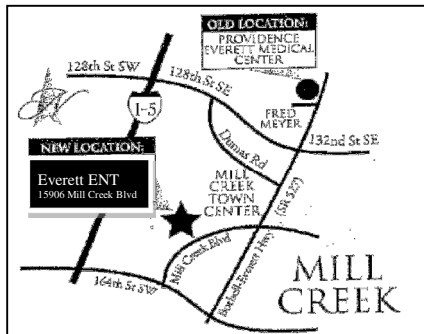 OLD LOCATION:
PROVIDENCE
EVERETT MEDICAL
CENTER
128th St SW
128th St SE
I-5
FRED
MEYER
132nd St SE
NEW LOCATION:
Everett ENT
15906 Mill Creek Blvd
Dumas Rd
MILL
CREEK
TOWN
CENTER
(SR 527)
Mill Creek Blvd
Bothell-Everett Hwy
164th St SW
MILL
CREEK